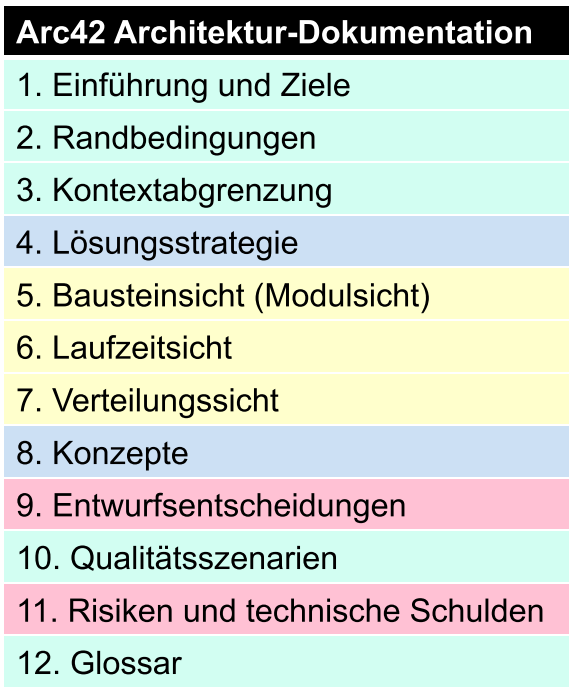 Arc42 Architektur-Dokumentation
1. Einführung und Ziele
2. Randbedingungen
3. Kontextabgrenzung
4. Lösungsstrategie
5. Bausteinsicht (Modulsicht)
6. Laufzeitsicht
7. Verteilungssicht
8. Konzepte
9. Entwurfsentscheidungen
10. Qualitätsszenarien
11. Risiken und technische Schulden
12. Glossar